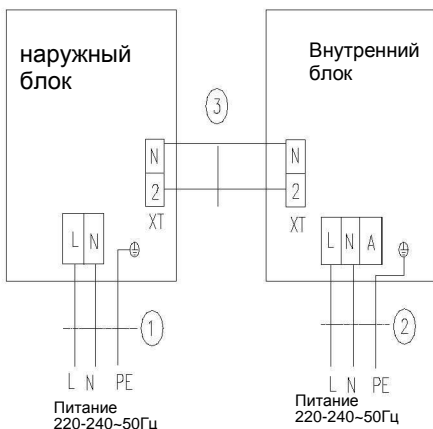 наружный
блок
Внутренний
блок
3
N
2
XT
N
2
XT
L N
L N A
1
2
L N PE
L N PE
Питание
220-240~50Гц
Питание
220-240~50Гц